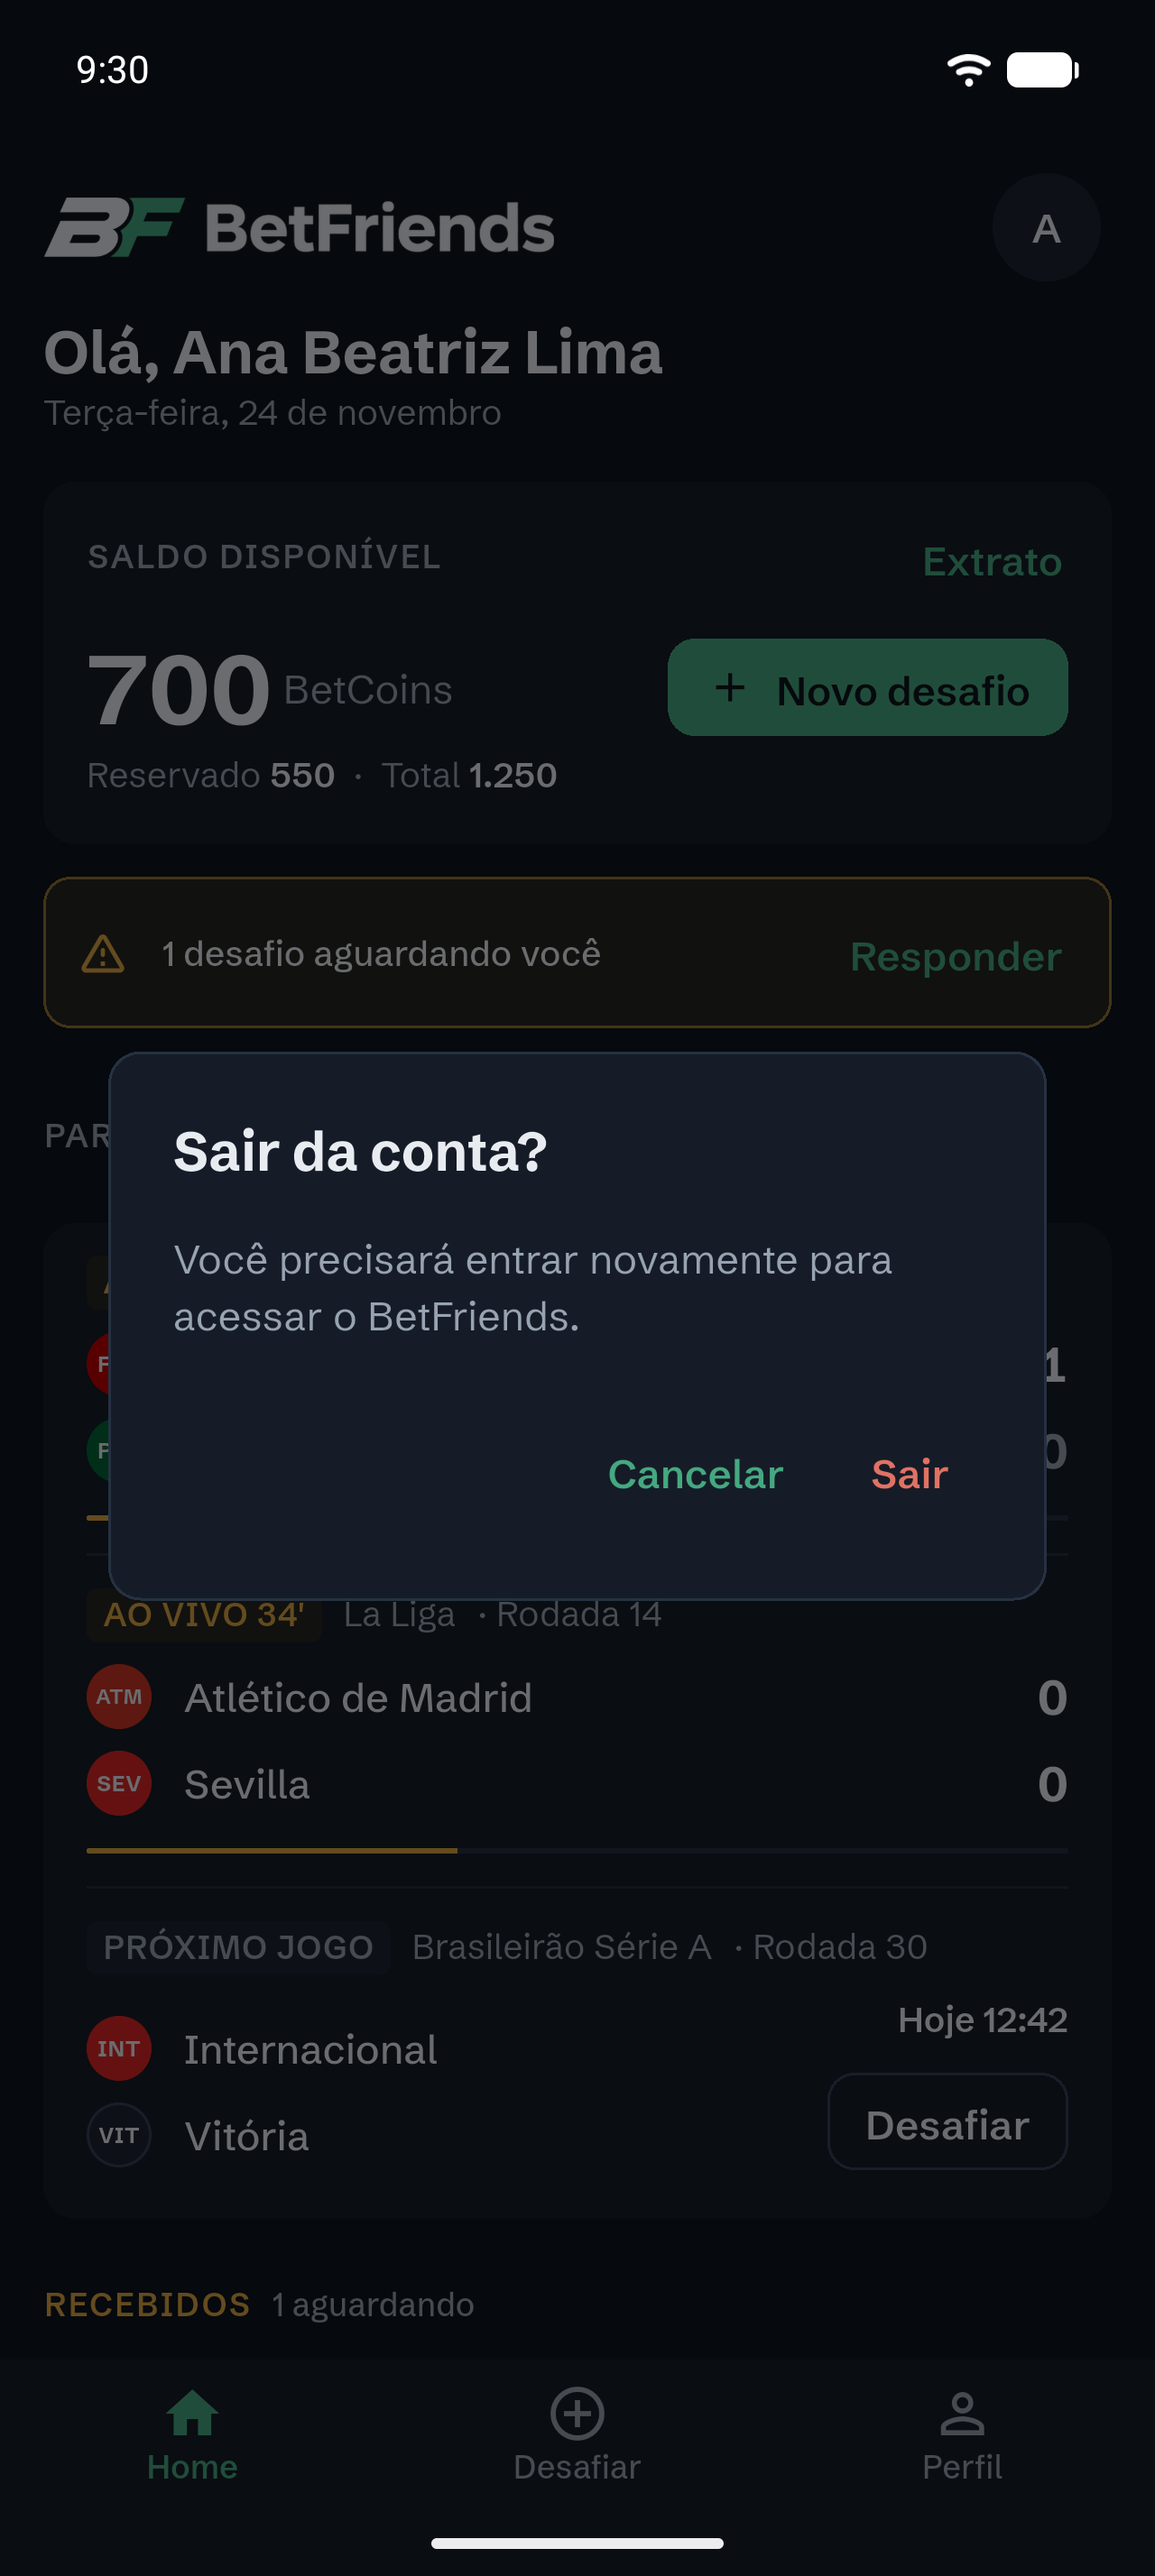 9:30
BF BetFriends
A
Olá, Ana Beatriz Lima
Terça-feira, 24 de novembro
SALDO DISPONÍVEL
Extrato
700 BetCoins
+ Novo desafio
Reservado 550 · Total 1.250
1 desafio aguardando você
Responder
Sair da conta?
Você precisará entrar novamente para
acessar o BetFriends.
Cancelar
Sair
1
0
AO VIVO 34' La Liga · Rodada 14
ATM Atlético de Madrid 0
SEV Sevilla 0
PRÓXIMO JOGO Brasileirão Série A · Rodada 30
Hoje 12:42
INT Internacional
VIT Vitória
Desafiar
RECEBIDOS 1 aguardando
Home
Desafiar
Perfil